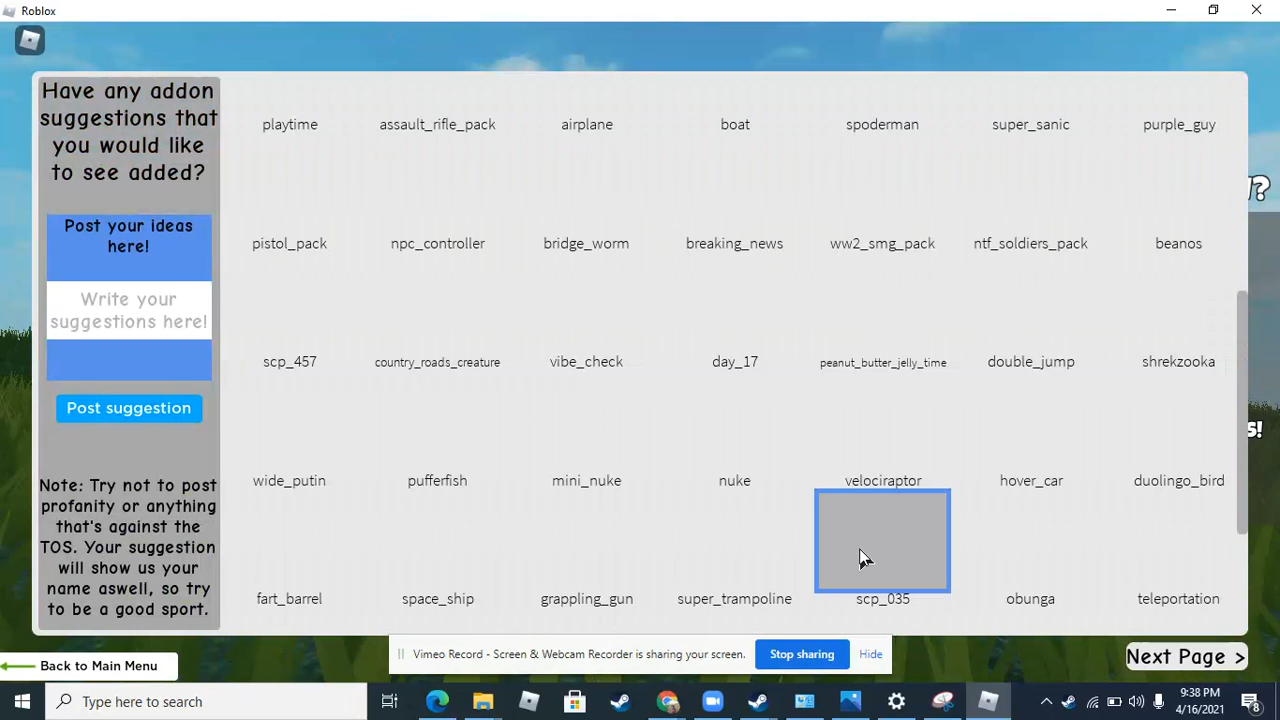 Roblox
Have any addon
suggestions that
you would like
to see added?
Post your ideas
here!
Write your
suggestions here!
Post suggestion
Note: Try not to post
profanity or anything
that's against the
TOS. Your suggestion
will show us your
name aswell, so try
to be a good sport.
playtime assault_rifle_pack airplane boat spoderman super_sanic purple_guy
pistol_pack npc_controller bridge_worm breaking_news ww2_smg_pack ntf_soldiers_pack beanos
scp_457 country_roads_creature vibe_check day_17 peanut_butter_jelly_time double_jump shrekzooka
wide_putin pufferfish mini_nuke nuke velociraptor hover_car duolingo_bird
fart_barrel space_ship grappling_gun super_trampoline scp_035 obunga teleportation
Back to Main Menu
Vimeo Record - Screen & Webcam Recorder is sharing your screen. Stop sharing Hide
Next Page >
Type here to search
9:38 PM
4/16/2021
8